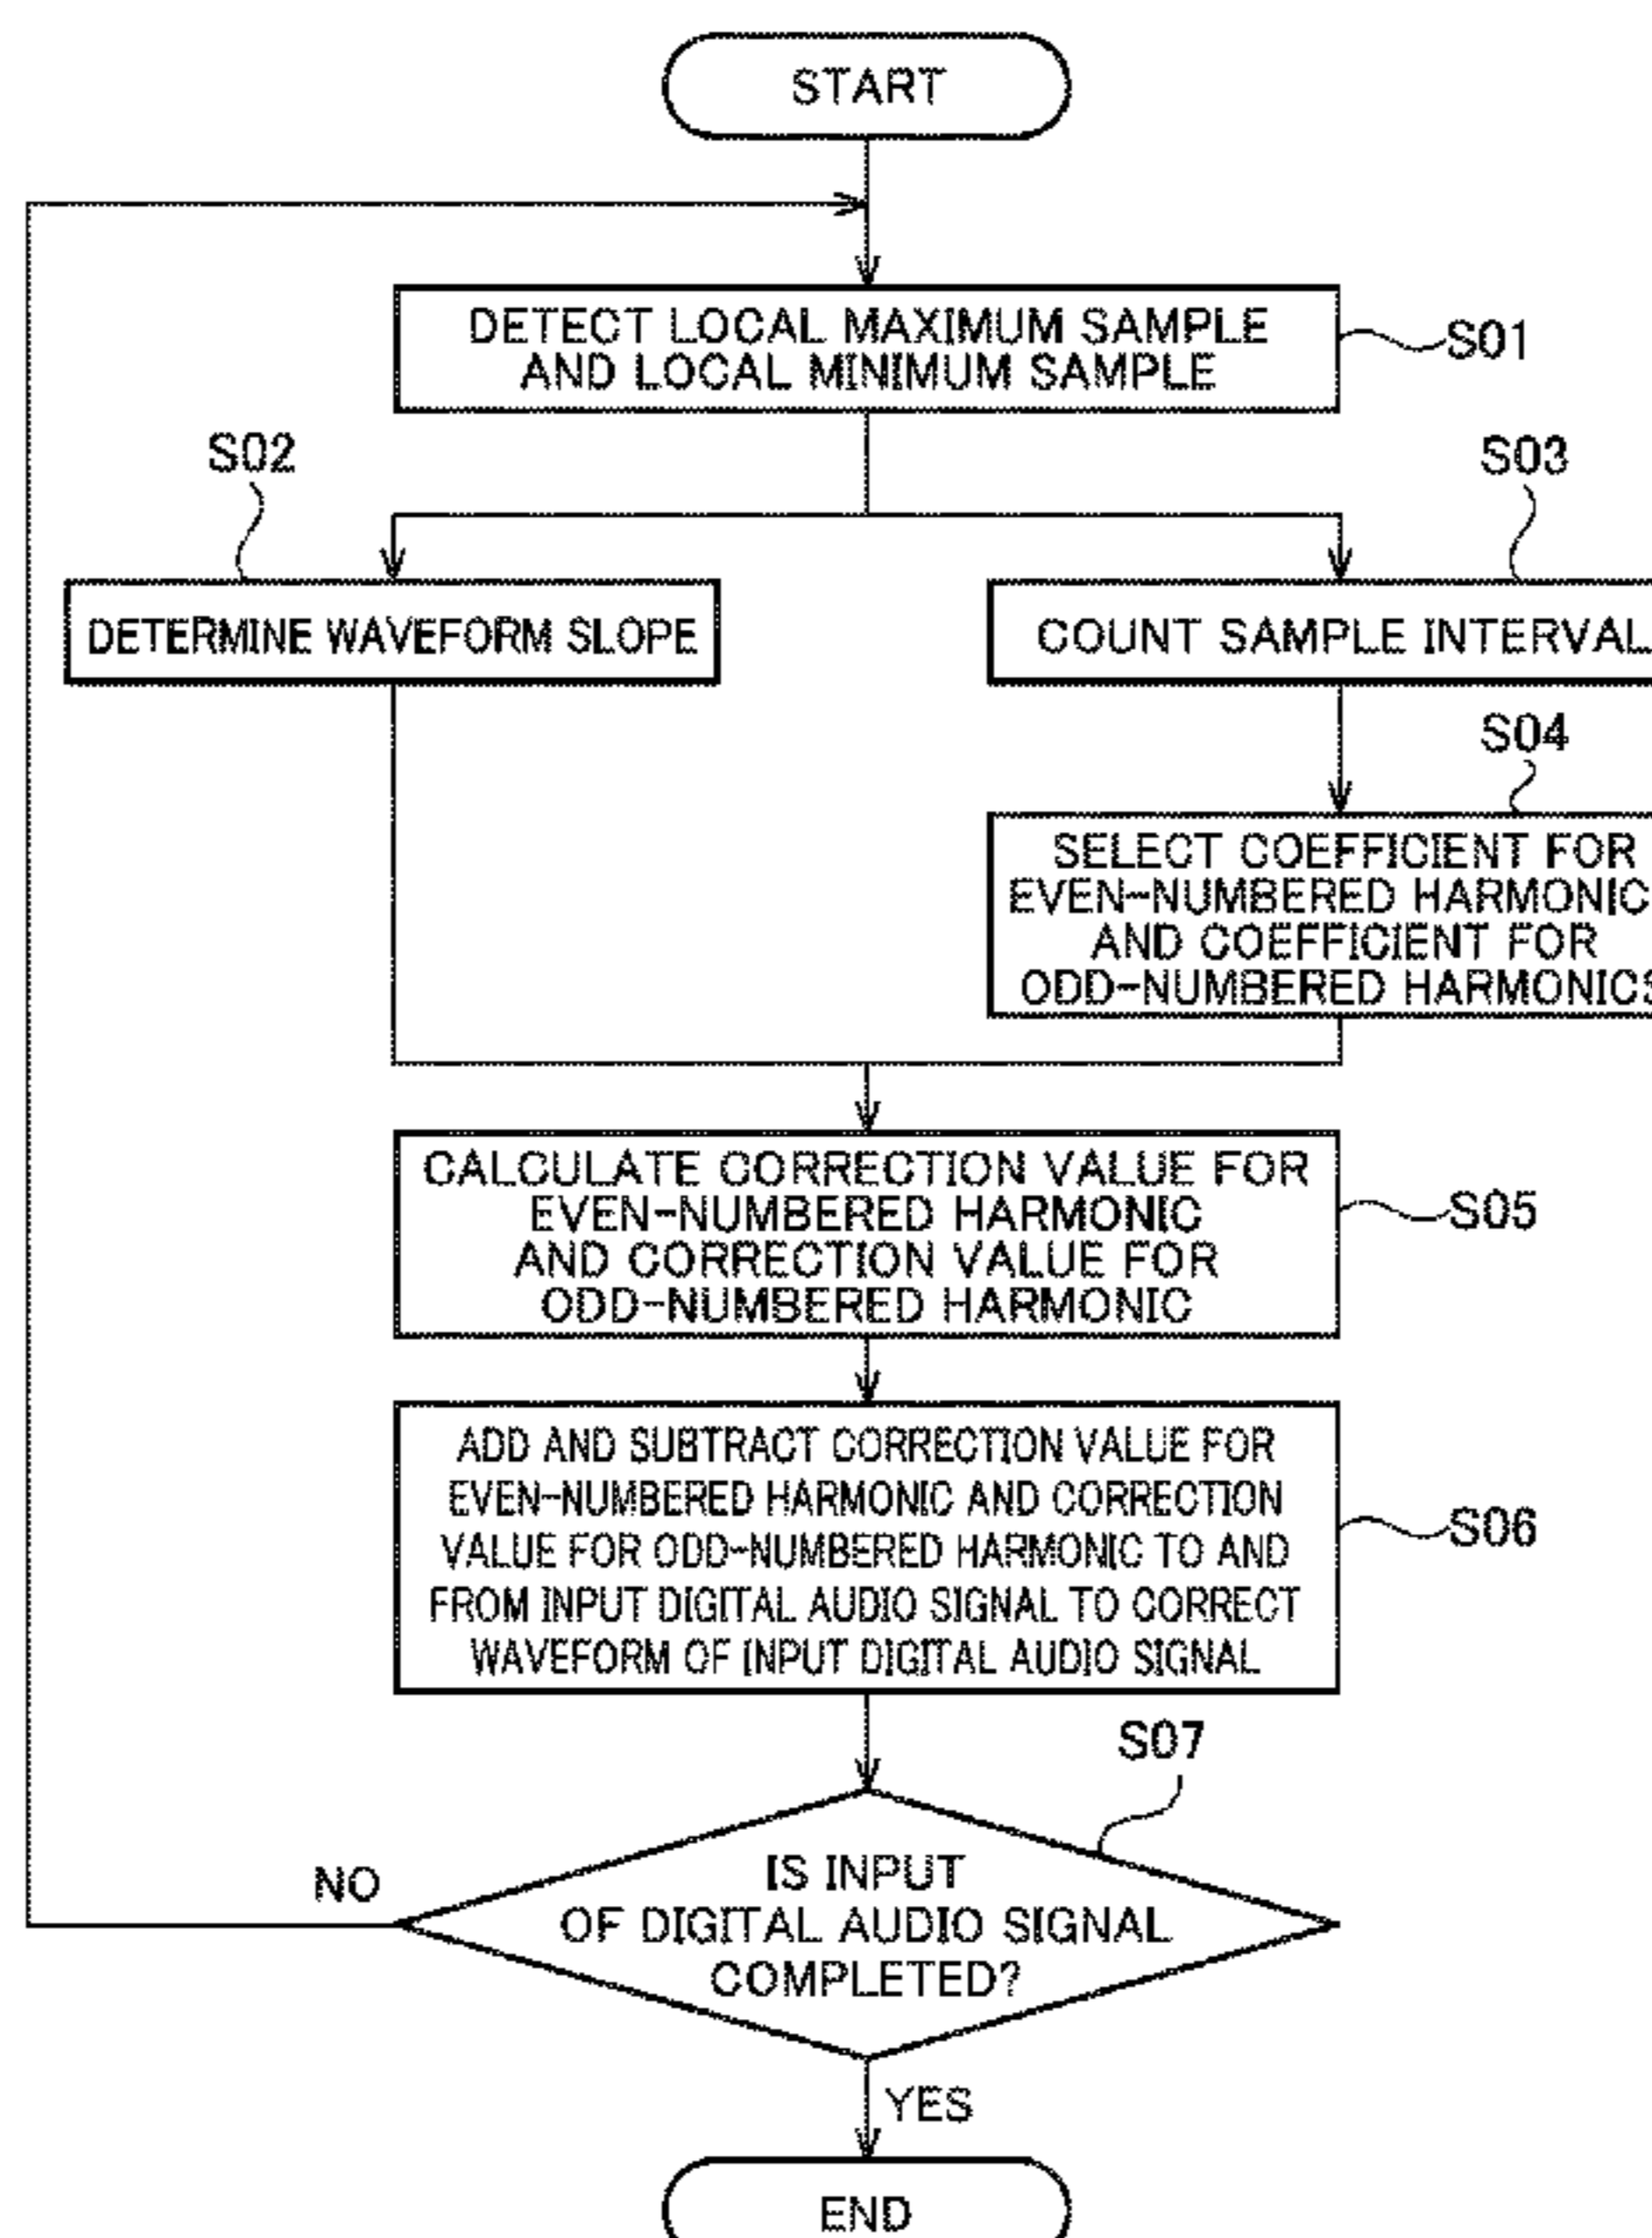 START
DETECT LOCAL MAXIMUM SAMPLE
AND LOCAL MINIMUM SAMPLE
S01
S02
DETERMINE WAVEFORM SLOPE
S03
COUNT SAMPLE INTERVAL
S04
SELECT COEFFICIENT FOR
EVEN-NUMBERED HARMONIC
AND COEFFICIENT FOR
ODD-NUMBERED HARMONICS
CALCULATE CORRECTION VALUE FOR
EVEN-NUMBERED HARMONIC
AND CORRECTION VALUE FOR
ODD-NUMBERED HARMONIC
S05
ADD AND SUBTRACT CORRECTION VALUE FOR
EVEN-NUMBERED HARMONIC AND CORRECTION
VALUE FOR ODD-NUMBERED HARMONIC TO AND
FROM INPUT DIGITAL AUDIO SIGNAL TO CORRECT
WAVEFORM OF INPUT DIGITAL AUDIO SIGNAL
S06
S07
IS INPUT
OF DIGITAL AUDIO SIGNAL
COMPLETED?
NO
YES
END